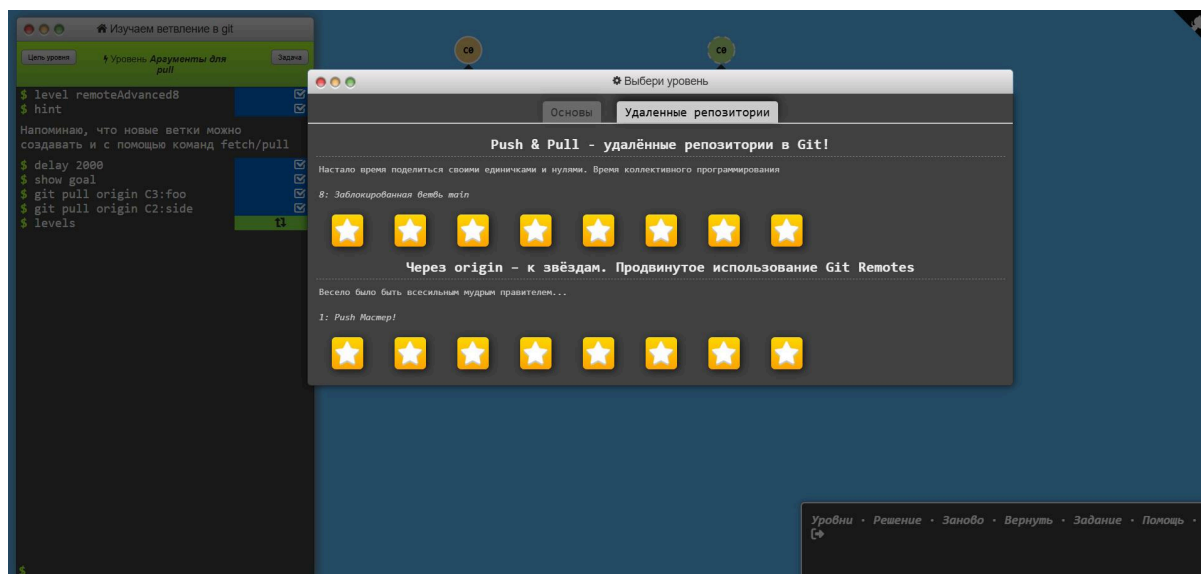 Изучаем ветвление в git
Цель уровня
Уровень Аргументы для
pull
Задача
$ level remoteAdvanced8
$ hint
Напоминаю, что новые ветки можно
создавать и с помощью команд fetch/pull
$ delay 2000
$ show goal
$ git pull origin C3:foo
$ git pull origin C2:side
$ levels
$
C0
C0
Выбери уровень
Основы
Удаленные репозитории
Push & Pull - удалённые репозитории в Git!
Настало время поделиться своими единичками и нулями. Время коллективного программирования
8: Заблокированная ветвь main
Через origin – к звёздам. Продвинутое использование Git Remotes
Весело было быть всесильным мудрым правителем...
1: Push Мастер!
Уровни · Решение · Заново · Вернуть · Задание · Помощь ·